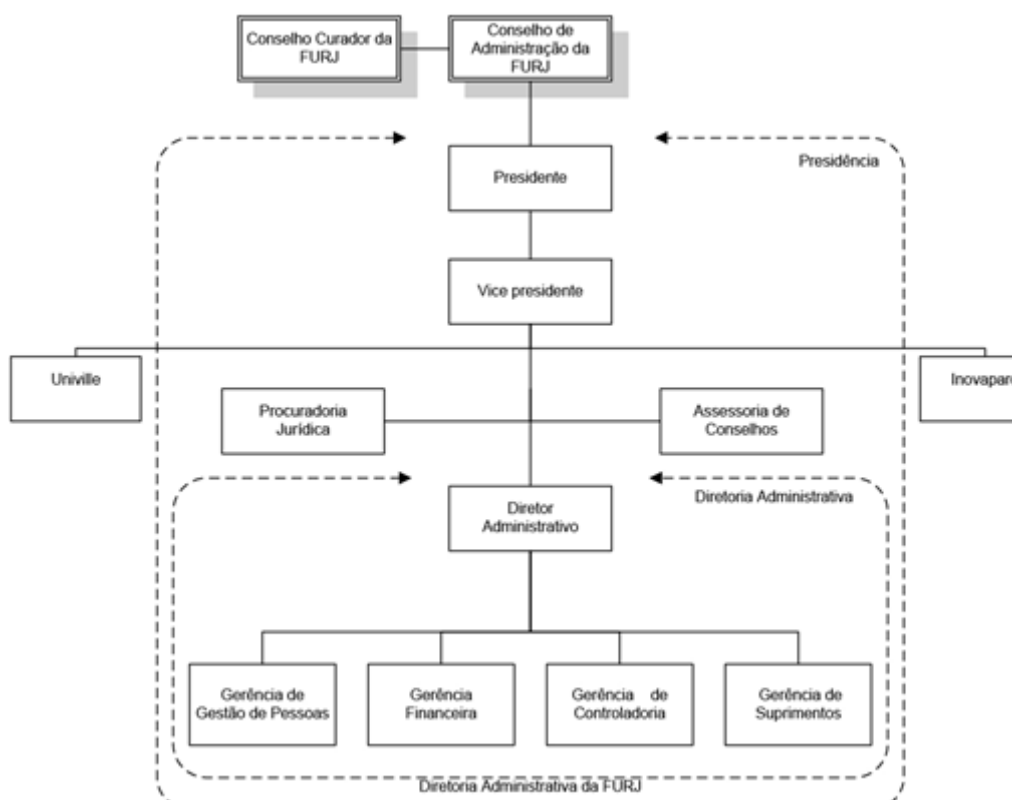 Conselho Curador da
FURJ
Conselho de
Administração da
FURJ
Presidência
Presidente
Vice presidente
Univille
Inovaparq
Procuradoria
Jurídica
Assessoria de
Conselhos
Diretoria Administrativa
Diretor
Administrativo
Gerência de
Gestão de Pessoas
Gerência
Financeira
Gerência de
Controladoria
Gerência de
Suprimentos
Diretoria Administrativa da FURJ